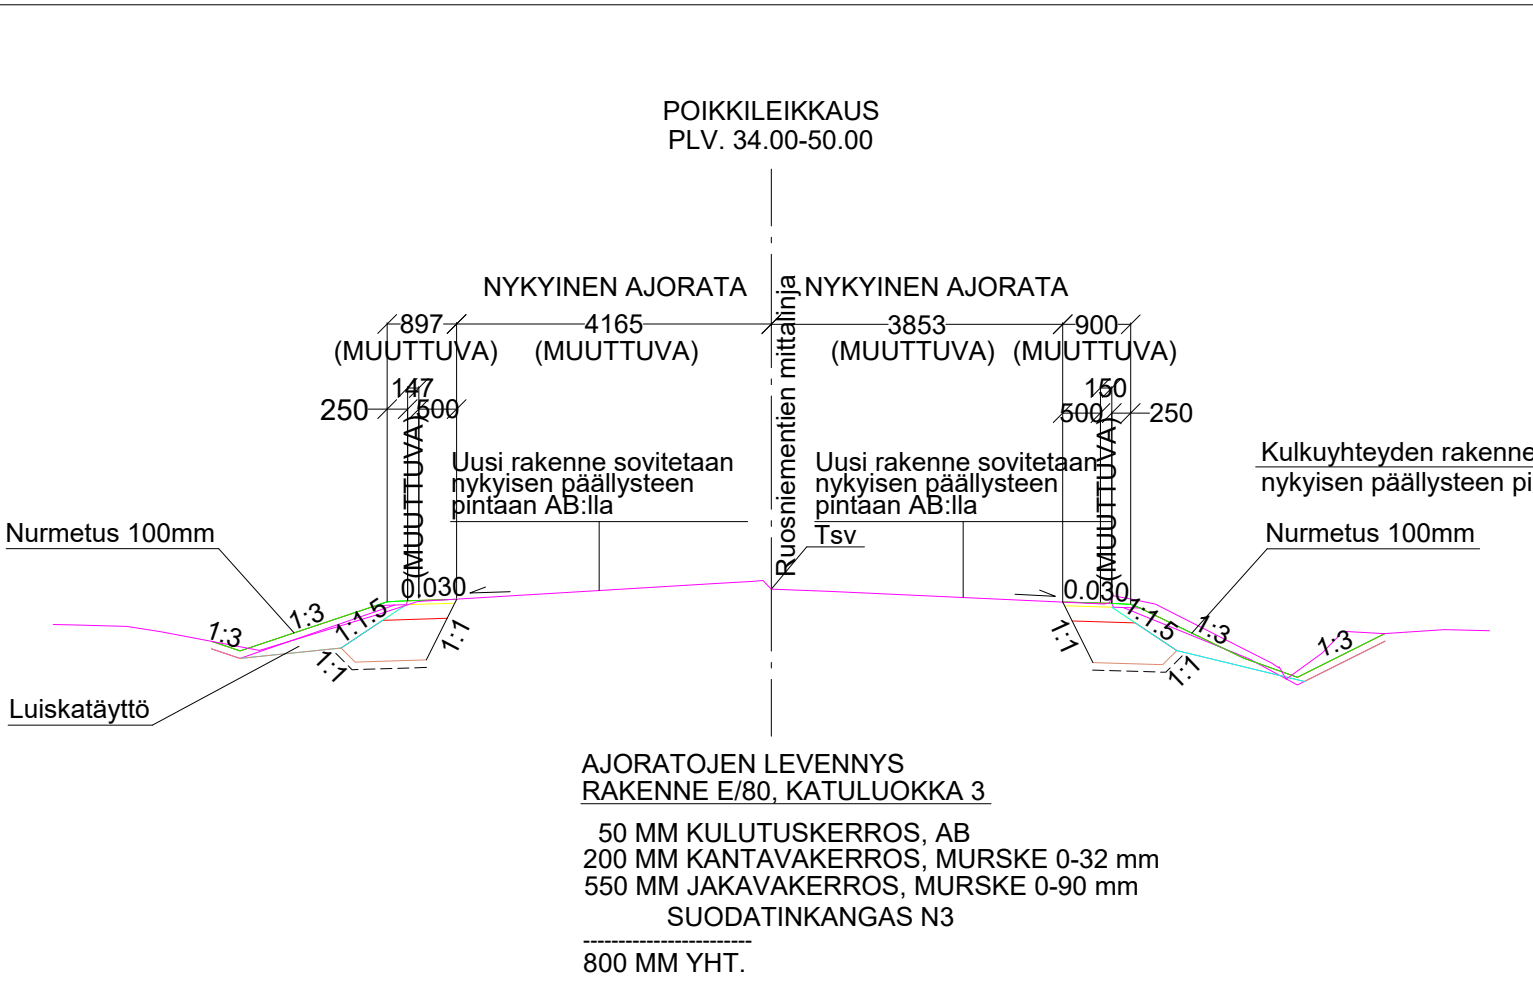 POIKKILEIKKAUS
PLV. 34.00-50.00
NYKYINEN AJORATA
NYKYINEN AJORATA
897
4165
3853
900
(MUUTTUVA)
(MUUTTUVA)
(MUUTTUVA)
(MUUTTUVA)
147
150
250
500
500
250
(MUUTTUVA)
(MUUTTUVA)
Ruosniementien mittalinja
Uusi rakenne sovitetaan
nykyisen päällysteen
pintaan AB:lla
Uusi rakenne sovitetaan
nykyisen päällysteen
pintaan AB:lla
Kulkuyhteyden rakenne
nykyisen päällysteen pi
Nurmetus 100mm
Tsv
Nurmetus 100mm
0.030
0.030
1:3
1:3
1:1.5
1:1
1:1
1:1
1:1.5
1:1
1:3
1:3
Luiskatäyttö
AJORATOJEN LEVENNYS
RAKENNE E/80, KATULUOKKA 3
50 MM KULUTUSKERROS, AB
200 MM KANTAVAKERROS, MURSKE 0-32 mm
550 MM JAKAVAKERROS, MURSKE 0-90 mm
SUODATINKANGAS N3
------------------------
800 MM YHT.